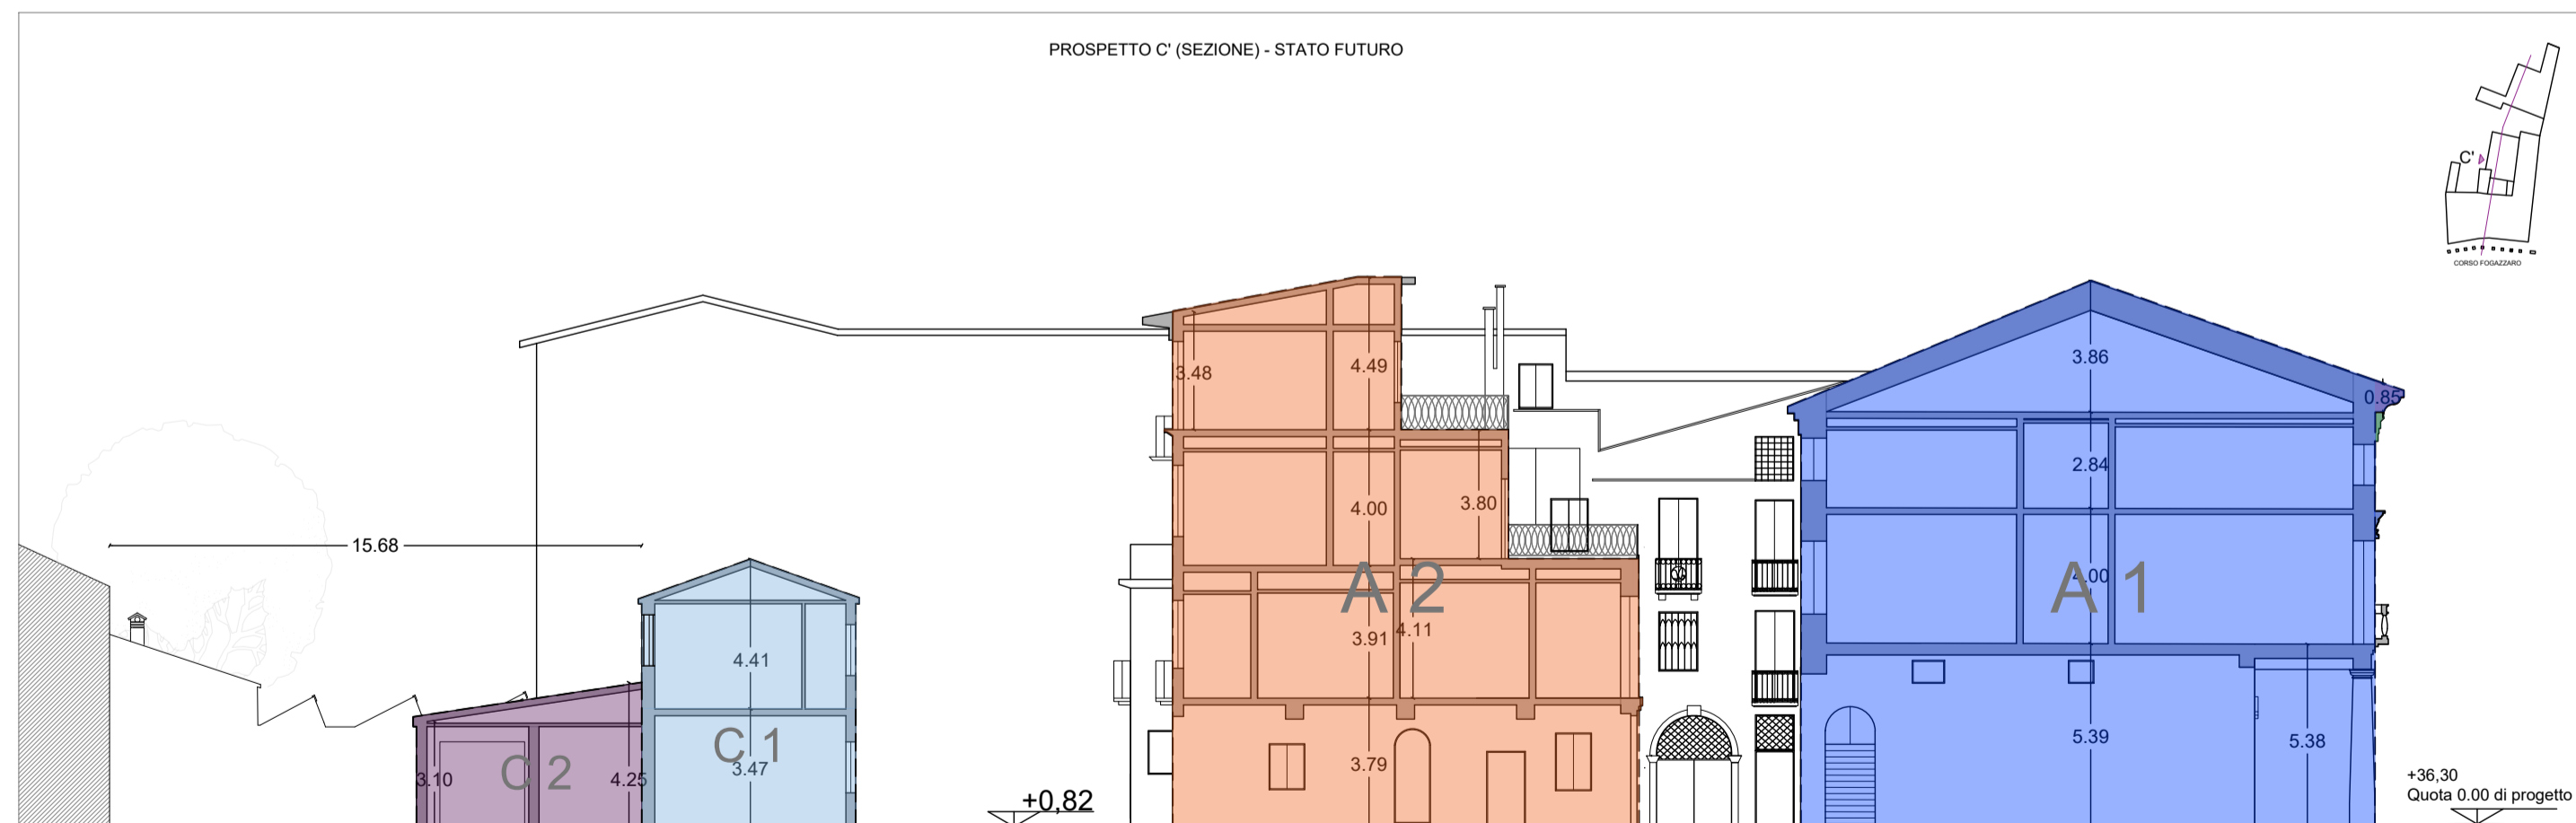 PROSPETTO C' (SEZIONE) - STATO FUTURO
C'
CORSO FOGAZZARO
3.86
0.85
3.48
4.49
2.84
4.00
3.80
15.68
A 2
A 1
4.00
3.91
4.11
4.41
C 1
3.47
C 2
3.10
4.25
3.79
5.39
5.38
+0,82
+36,30
Quota 0.00 di progetto